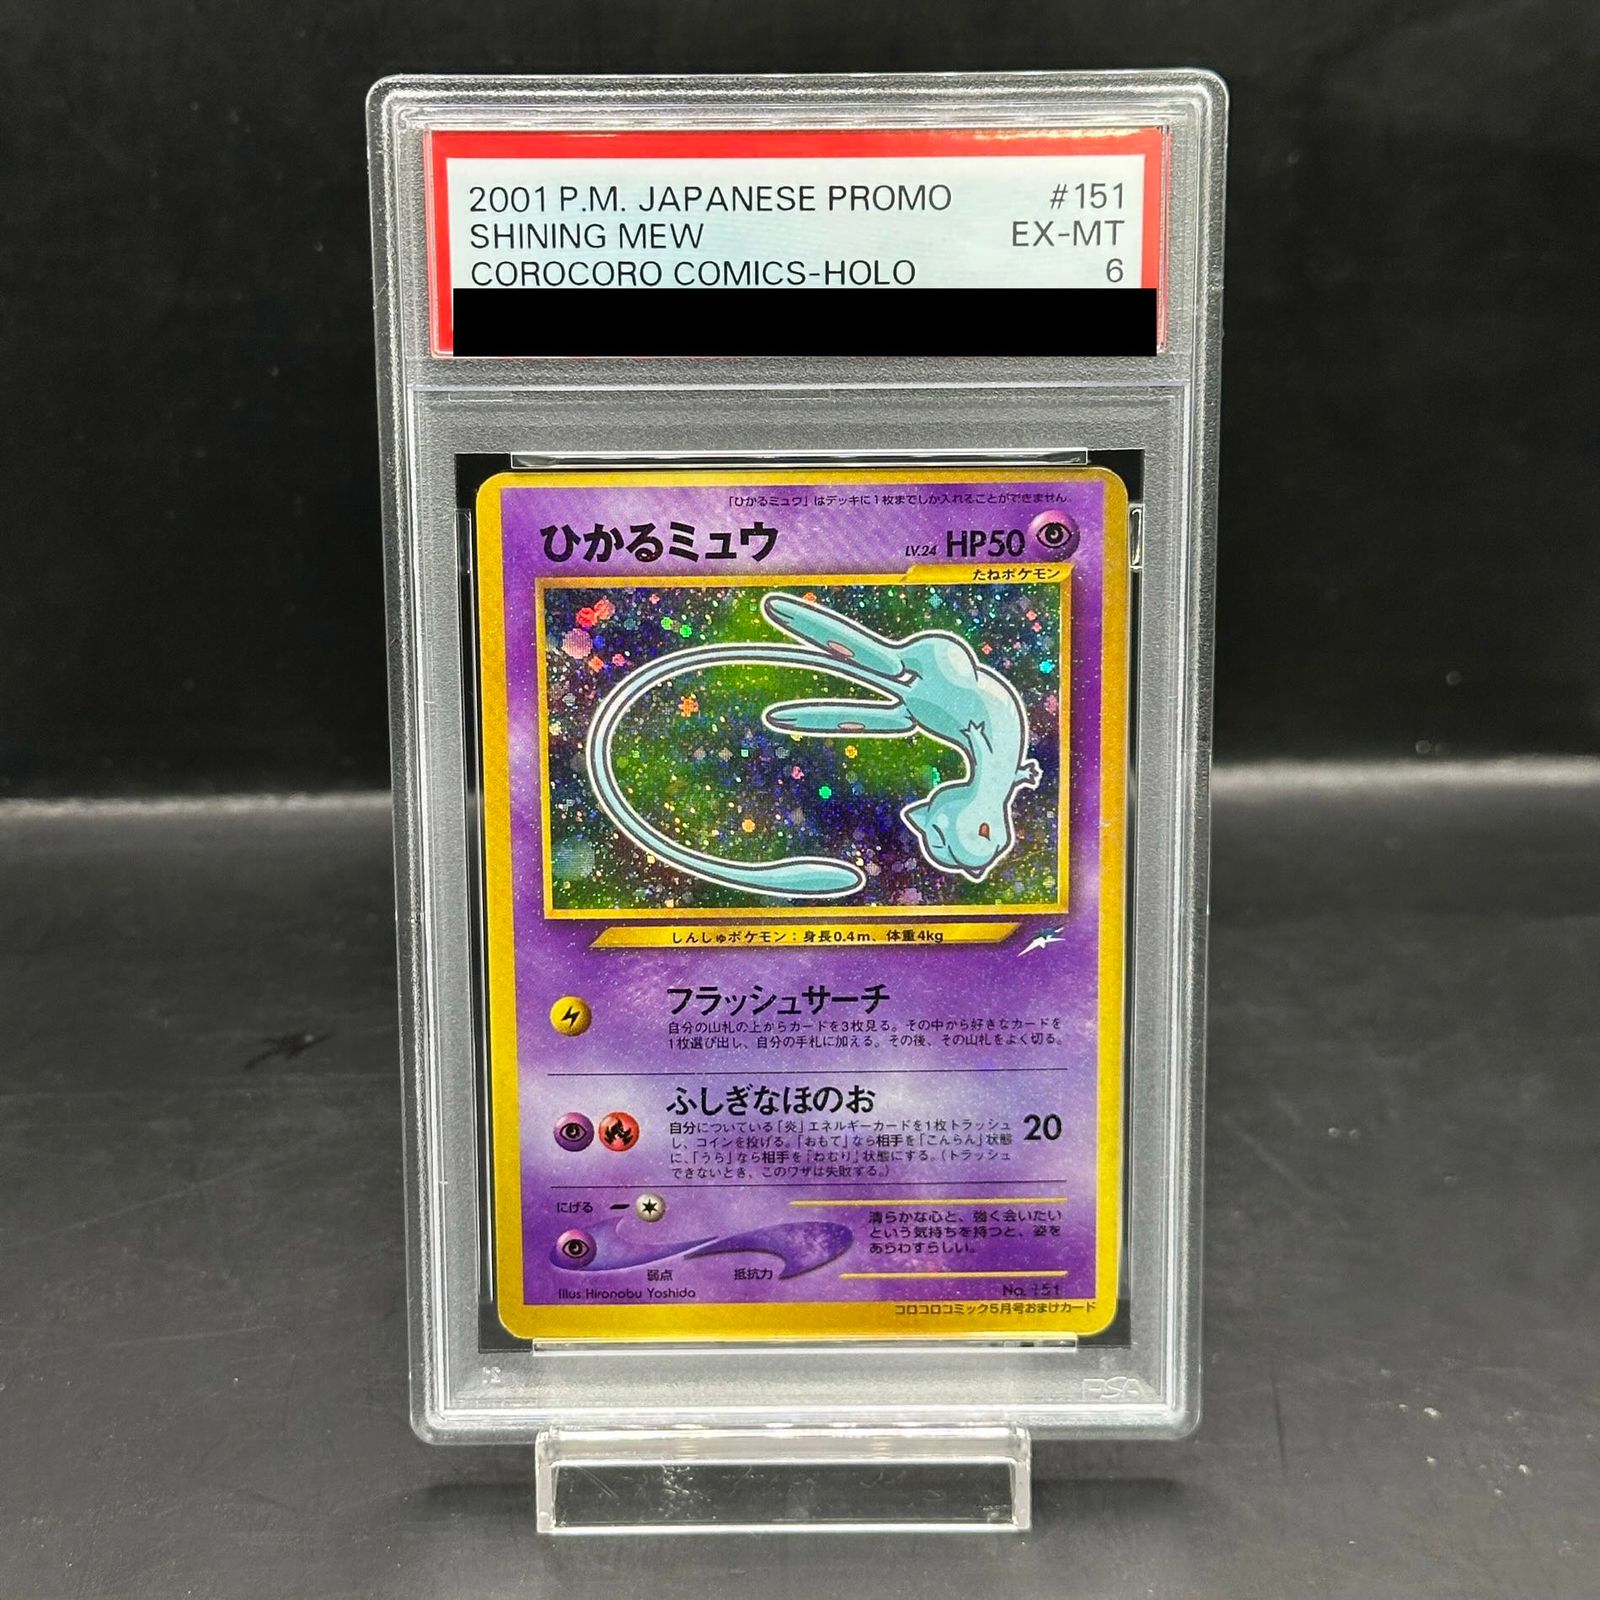 2001 P.M. JAPANESE PROMO #151
SHINING MEW EX-MT
COROCORO COMICS-HOLO 6
「ひかるミュウ」はデッキに1枚までしか入れることができません。
ひかるミュウ LV.24 HP50
たねポケモン
しんしゅポケモン:身長0.4m、体重4kg
フラッシュサーチ
自分の山札の上からカードを3枚見る。その中から好きなカードを
1枚選び出し、自分の手札に加える。その後、その山札をよく切る。
ふしぎなほのお
自分についている「炎」エネルギーカードを1枚トラッシュ
し、コインを投げる。「おもて」なら相手を「こんらん」状態
に、「うら」なら相手を「ねむり」状態にする。(トラッシュ
できないとき、このワザは失敗する。)
20
にげる
弱点
抵抗力
清らかな心と、強く会いたい
という気持ちを持つと、姿を
あらわすらしい。
Illus. Hironobu Yoshida
No. 151
コロコロコミック5月号おまけカード
PSA